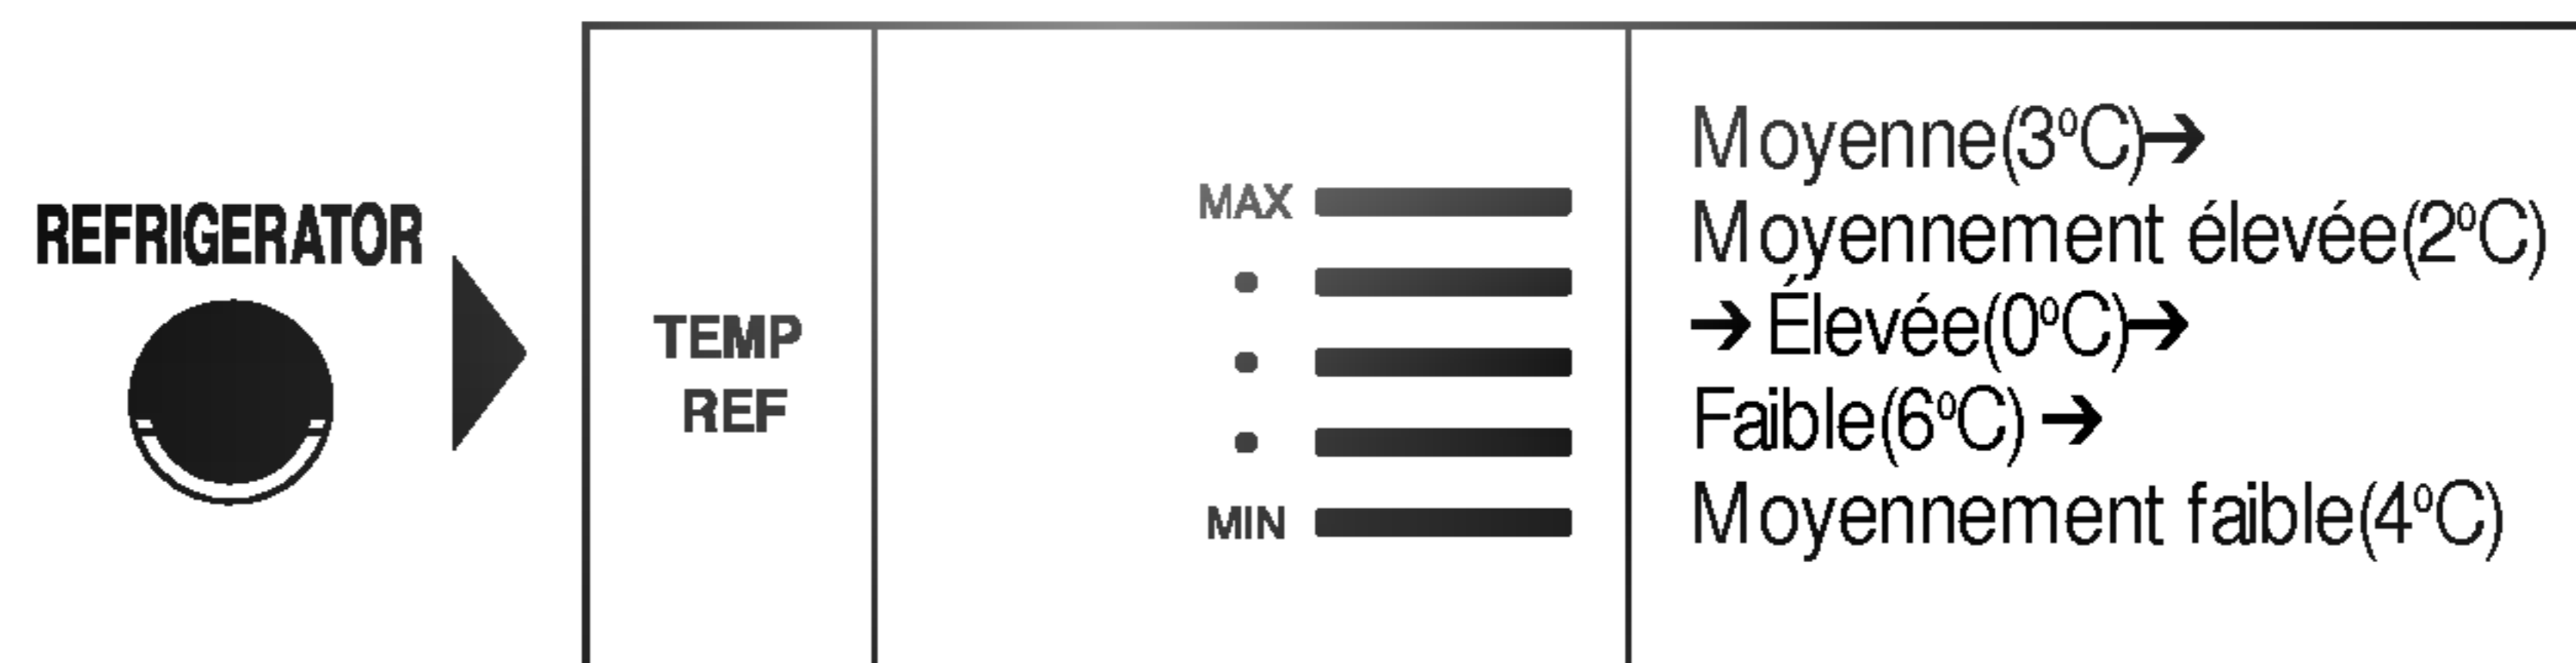 REFRIGERATOR
TEMP
REF
MAX
MIN
Moyenne(3ºC)➔
Moyennement élevée(2ºC)
➔ Élevée(0ºC)➔
Faible(6ºC) ➔
Moyennement faible(4ºC)